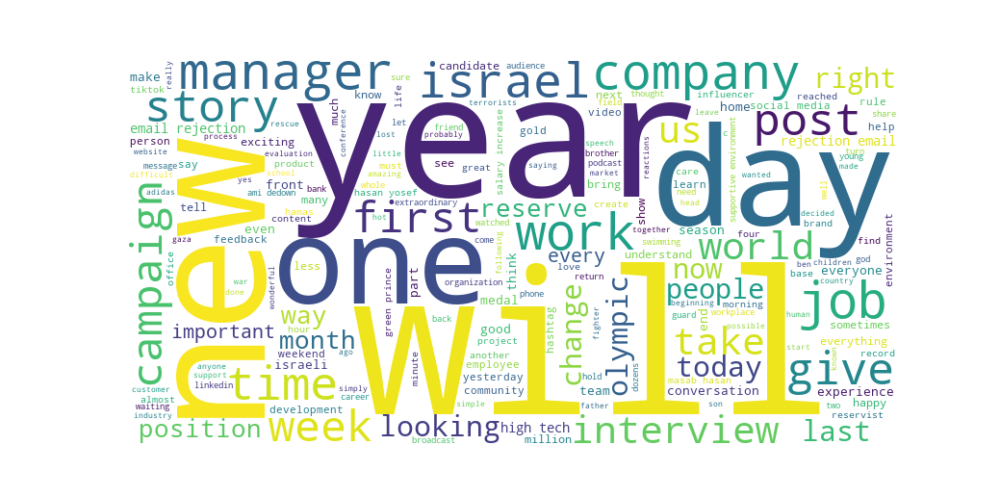 make
tiktok
really
manager
candidate
audience
sure
israel
company
right
story
know
life
much
conference
let
lost
year
next
thought
field
video
home
influencer
social media
reached
rule
share
leave
email rejection
person
process
rescue
exciting
website
evaluation
message
say
product
difficult
school
yes
ami dedown
must
amazing
little
probably
friend
terrorists
salary increase
gold
see
great
speech
saying
brother
podcast
market
reactions
us
post
rejection email
help
turn
young
made
care
learn
need
head
supportive environment
wanted
day
well
new
campaign
adidas
tell
front
many
content
hanas
even
feedback
bank
whole
hasan yosef
hot
extraordinary
first
watched
reserve
bring
create
show
together
season
decided
brand
four
find
environment
gaza
office
war
done
wonderful
less
one
come
organization
following
think
work
every
love
return
swimming
understand
world
ben
children
god
base
everyone
country
important
way
hour
month
weekend
israeli
ago
green prince
part
minute
back
medal
phone
good
project
another
employee
hashtag
change
fighter
olympic
dozens
now
people
guard
end
beginning
morning
workplace
possible
human
job
sometimes
everything
start
known
record
anyone
support
linkedin
customer
almost
time
simply
career
yesterday
community
simple
will
hold
team
father
take
today
masab hasan
conversation
son
give
experience
reservist
two
happy
waiting
industry
development
position
week
looking
broadcast
high tech
million
interview
last